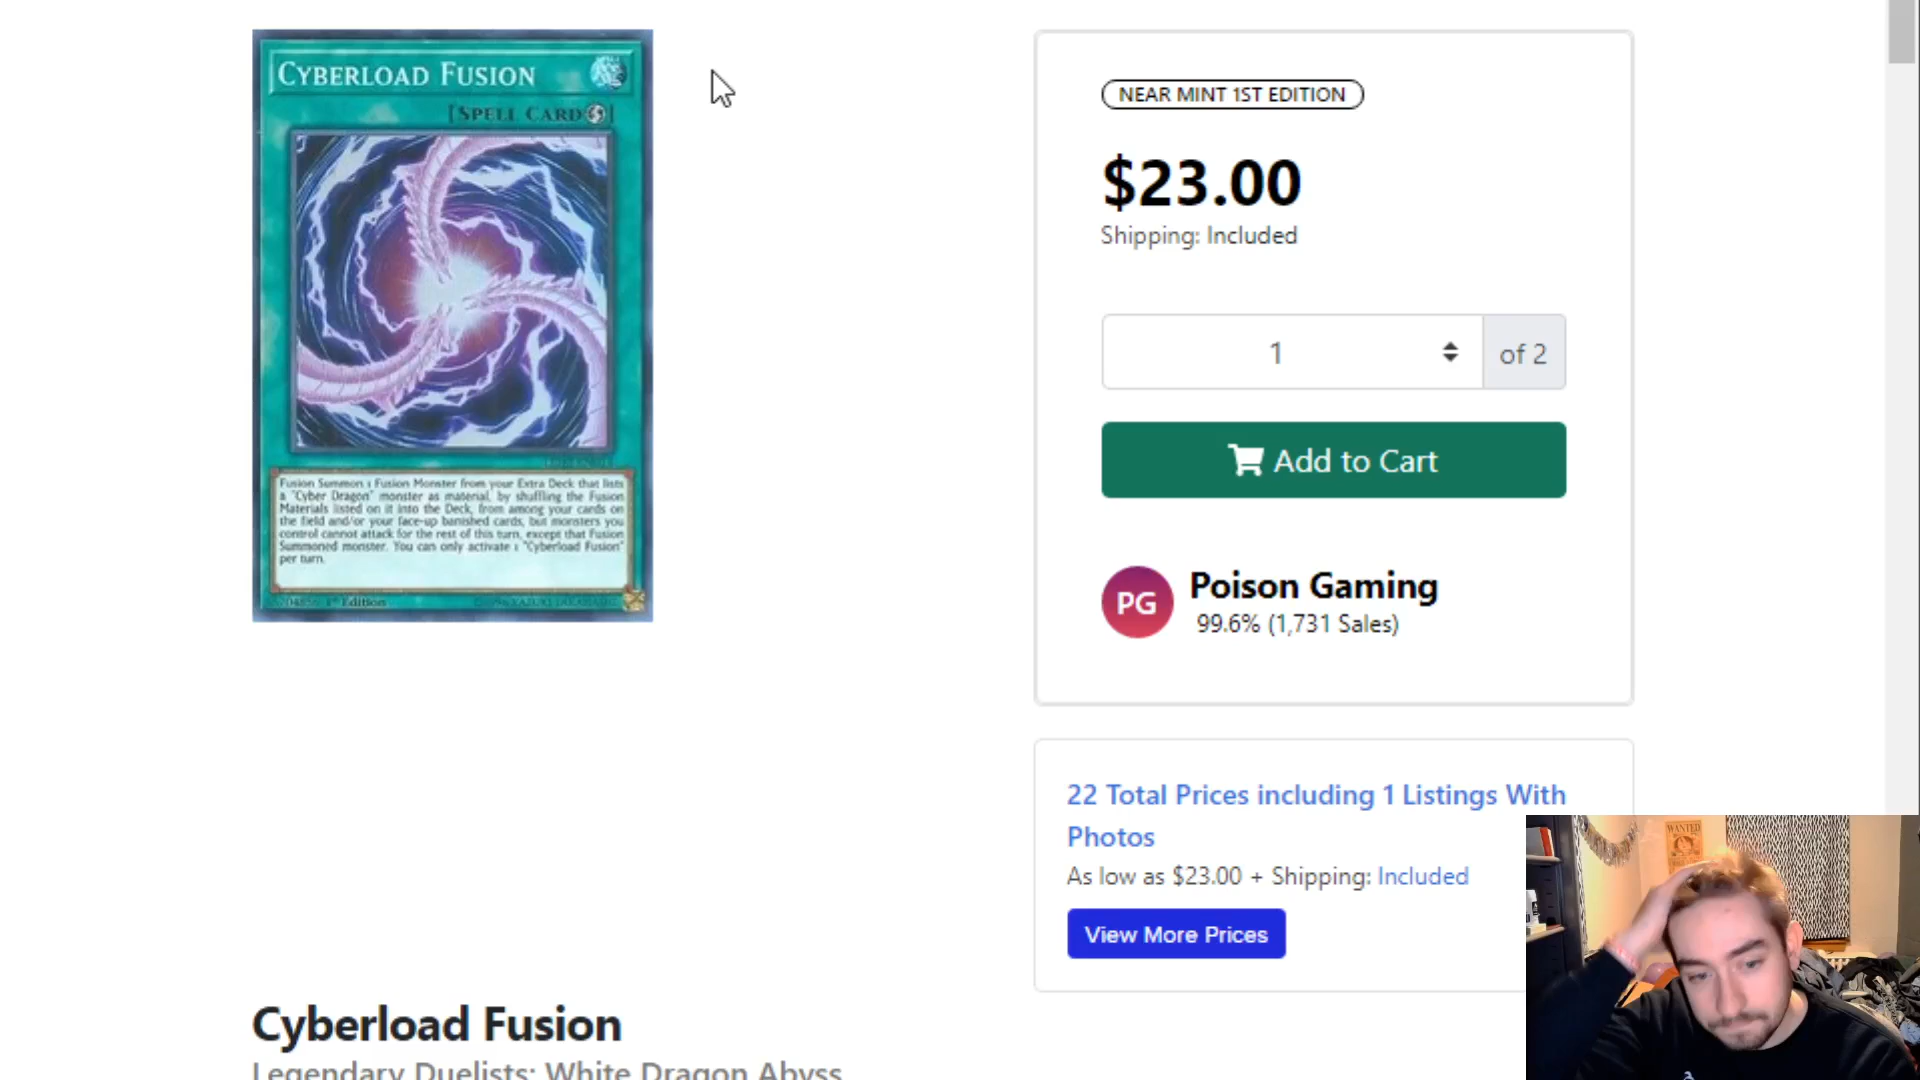 CYBERLOAD FUSION
[SPELL CARD]
Fusion Summon 1 Fusion Monster from your Extra Deck that lists
a "Cyber Dragon" monster as material, by shuffling the Fusion
Materials listed on it into the Deck, from among your cards on
the field and/or your face-up banished cards, but monsters you
control cannot attack for the rest of this turn, except that Fusion
Summoned monster. You can only activate 1 "Cyberload Fusion"
per turn.
1st Edition
NEAR MINT 1ST EDITION
$23.00
Shipping: Included
1 of 2
Add to Cart
PG
Poison Gaming
99.6% (1,731 Sales)
22 Total Prices including 1 Listings With
Photos
As low as $23.00 + Shipping: Included
View More Prices
WANTED
Cyberload Fusion
Legendary Duelists: White Dragon Abyss